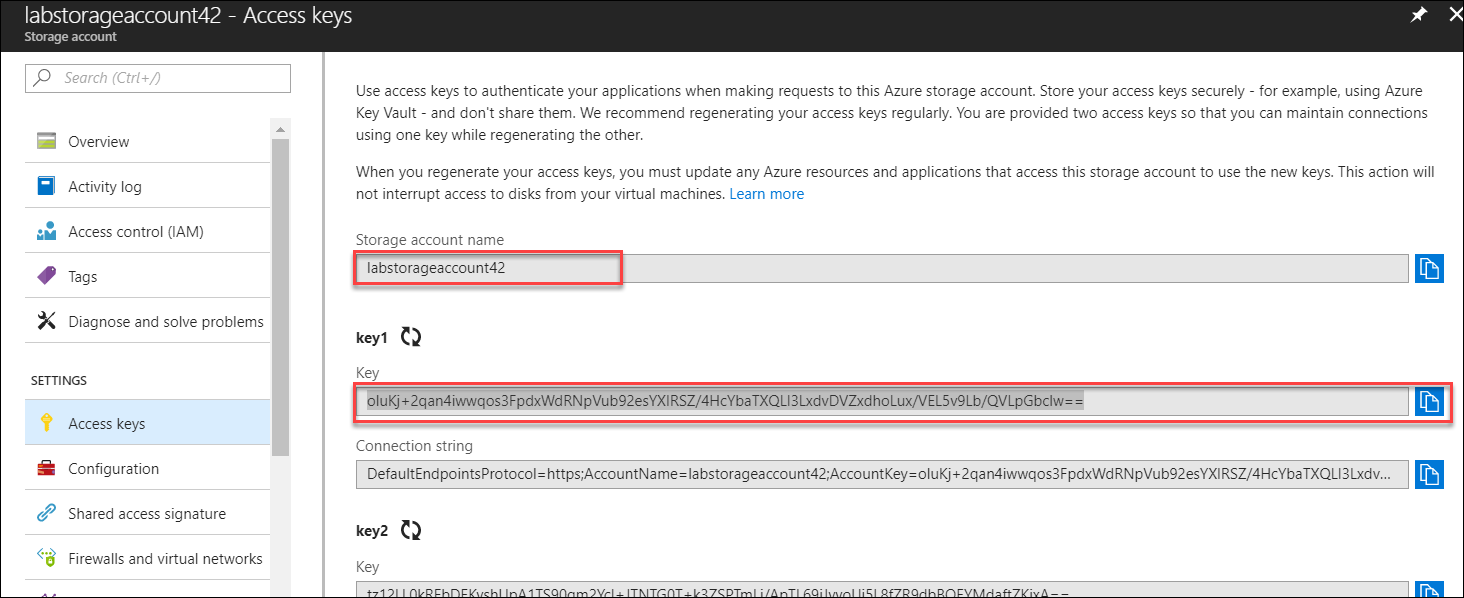 labstorageaccount42 - Access keys
Storage account
Search (Ctrl+/)
Overview
Activity log
Access control (IAM)
Tags
Diagnose and solve problems
SETTINGS
Access keys
Configuration
Shared access signature
Firewalls and virtual networks
Use access keys to authenticate your applications when making requests to this Azure storage account. Store your access keys securely - for example, using Azure
Key Vault - and don't share them. We recommend regenerating your access keys regularly. You are provided two access keys so that you can maintain connections
using one key while regenerating the other.
When you regenerate your access keys, you must update any Azure resources and applications that access this storage account to use the new keys. This action will
not interrupt access to disks from your virtual machines. Learn more
Storage account name
labstorageaccount42
key1
Key
oluKj+2qan4iwwqos3FpdxWdRNpVub92esYXlRSZ/4HcYbaTXQLI3LxdvDVZxdhoLux/VEL5v9Lb/QVLpGbcIw==
Connection string
DefaultEndpointsProtocol=https;AccountName=labstorageaccount42;AccountKey=oluKj+2qan4iwwqos3FpdxWdRNpVub92esYXlRSZ/4HcYbaTXQLI3Lxdv...
key2
Key